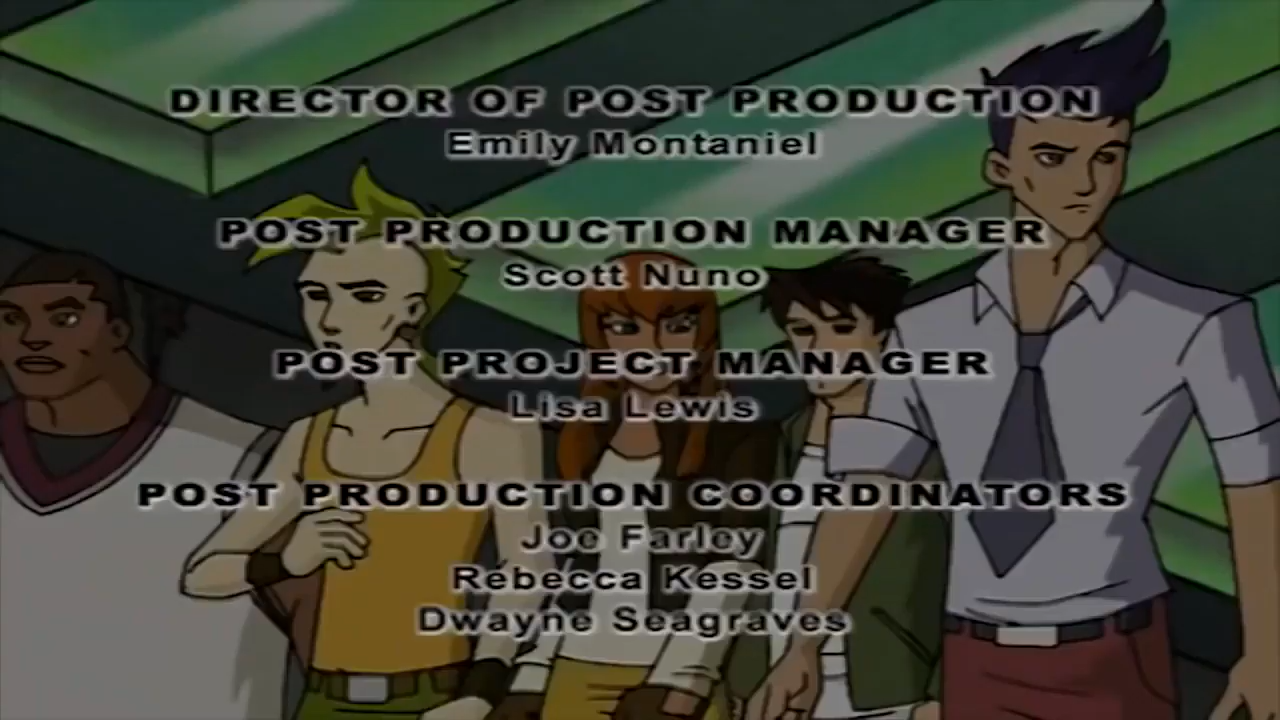 DIRECTOR OF POST PRODUCTION
Emily Montaniel
POST PRODUCTION MANAGER
Scott Nuno
POST PROJECT MANAGER
Lisa Lewis
POST PRODUCTION COORDINATORS
Joe Farley
Rebecca Kessel
Dwayne Seagraves